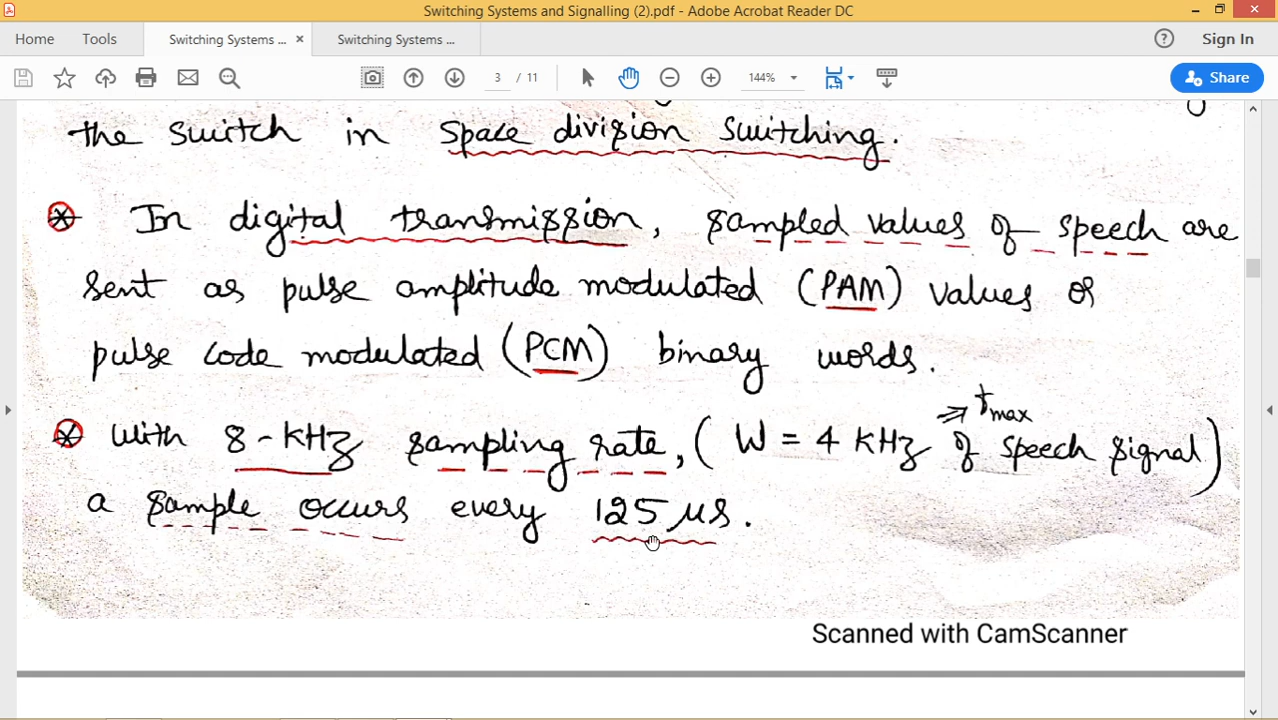 Switching Systems and Signalling (2).pdf - Adobe Acrobat Reader DC
Home Tools Switching Systems ... × Switching Systems ... Sign In
3 / 11 144% Share
the switch in space division switching.
In digital transmission, sampled values of speech are
sent as pulse amplitude modulated (PAM) values or
pulse code modulated (PCM) binary words.
⇒ fmax
With 8-KHz sampling rate, (W = 4 KHz of speech signal)
a sample occurs every 125 μs.
Scanned with CamScanner